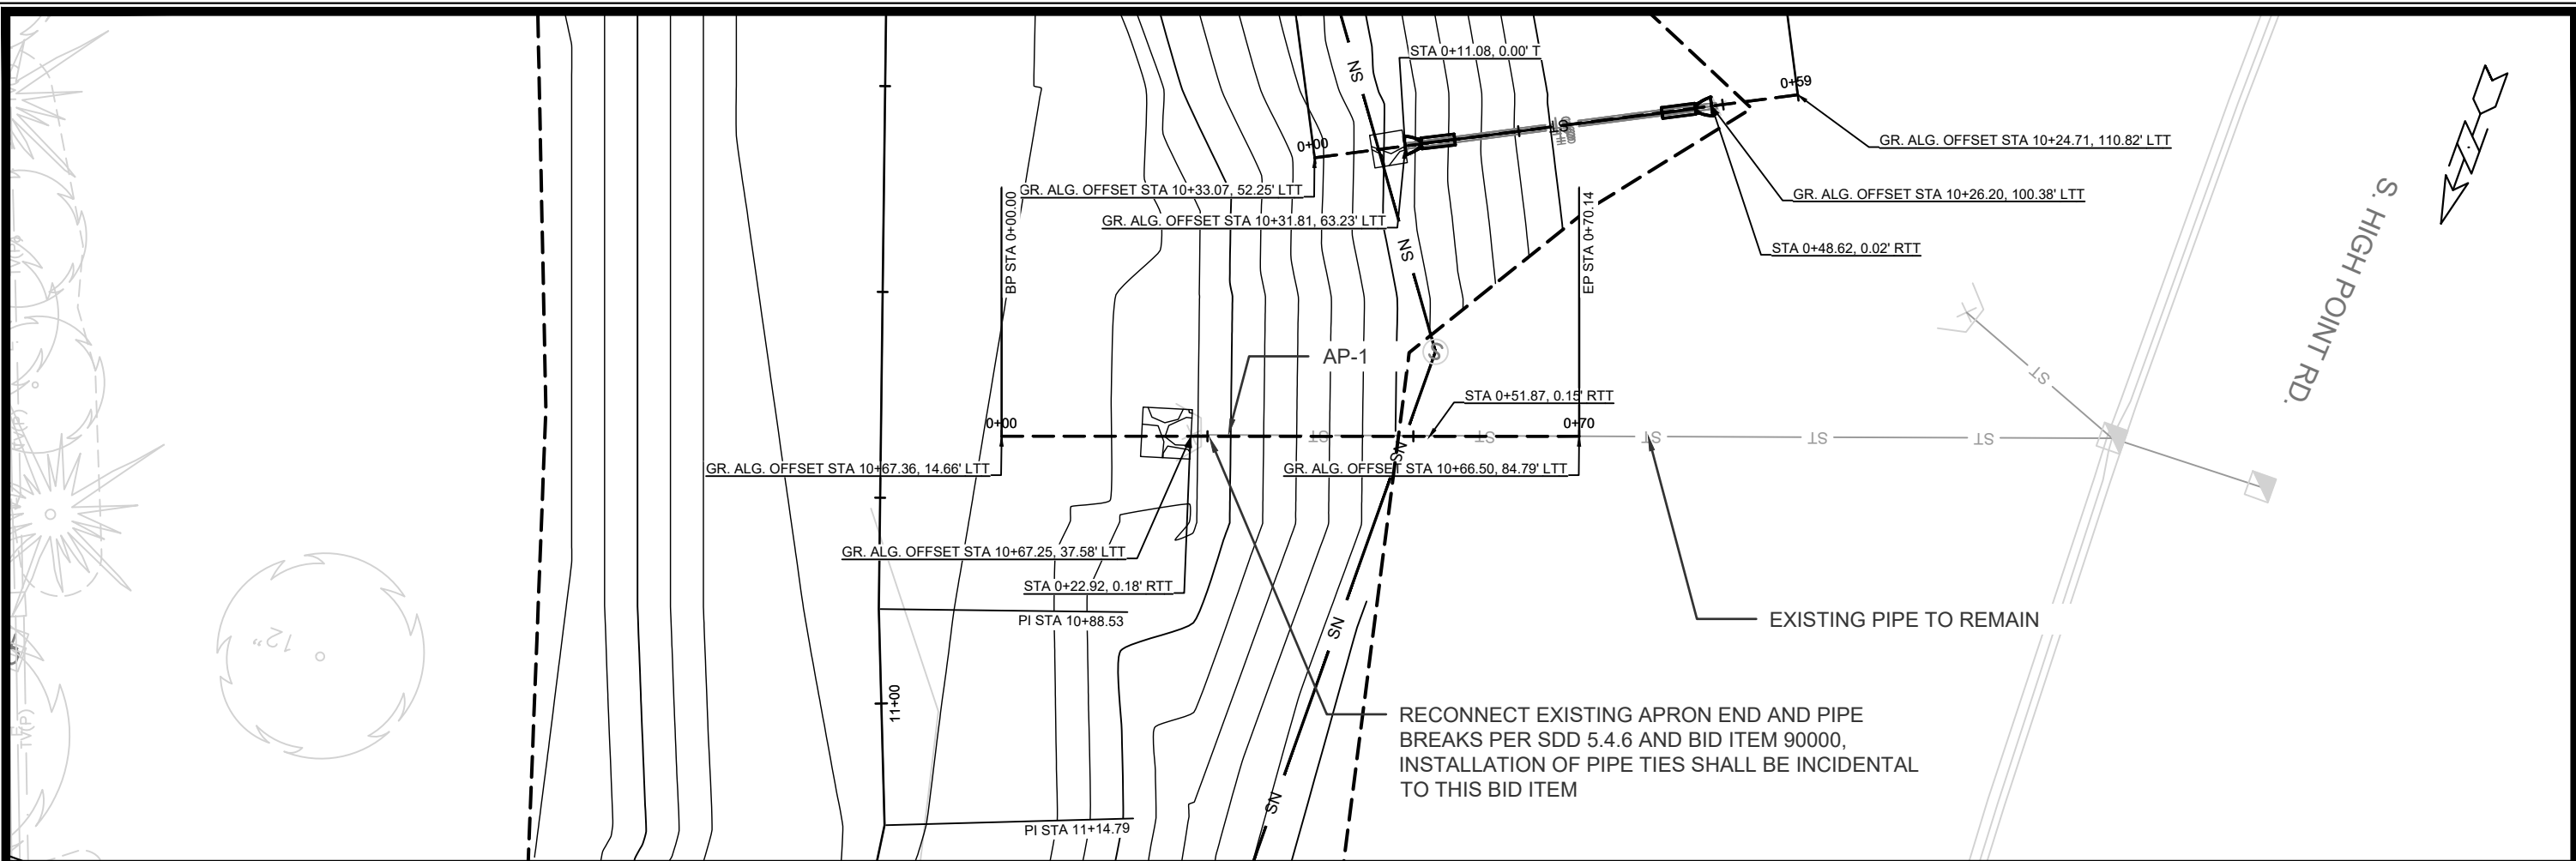 STA 0+11.08, 0.00' T
SN
0+59
GR. ALG. OFFSET STA 10+24.71, 110.82' LTT
0+00
GR. ALG. OFFSET STA 10+33.07, 52.25' LTT
GR. ALG. OFFSET STA 10+26.20, 100.38' LTT
GR. ALG. OFFSET STA 10+31.81, 63.23' LTT
STA 0+48.62, 0.02' RTT
BP STA 0+00.00
EP STA 0+70.14
S. HIGH POINT RD.
SN
S
AP-1
ST
STA 0+51.87, 0.15' RTT
0+00
0+70
ST
ST
ST
ST
ST
SN
GR. ALG. OFFSET STA 10+67.36, 14.66' LTT
GR. ALG. OFFSET STA 10+66.50, 84.79' LTT
GR. ALG. OFFSET STA 10+67.25, 37.58' LTT
STA 0+22.92, 0.18' RTT
PI STA 10+88.53
EXISTING PIPE TO REMAIN
SN
12"
11+00
TV(P)
RECONNECT EXISTING APRON END AND PIPE
BREAKS PER SDD 5.4.6 AND BID ITEM 90000,
INSTALLATION OF PIPE TIES SHALL BE INCIDENTAL
TO THIS BID ITEM
SN
PI STA 11+14.79